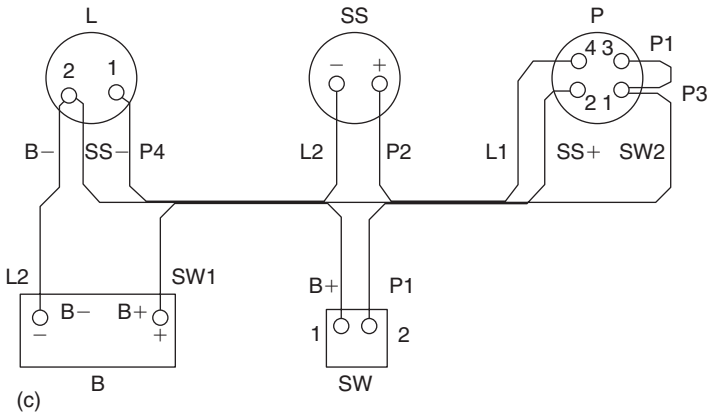 L SS P
2 1 − + 4 3 P1
2 1 P3
B− SS− P4 L2 P2 L1 SS+ SW2
L2 SW1 B+ P1
B− B+
− + 1 2
B SW
(c)